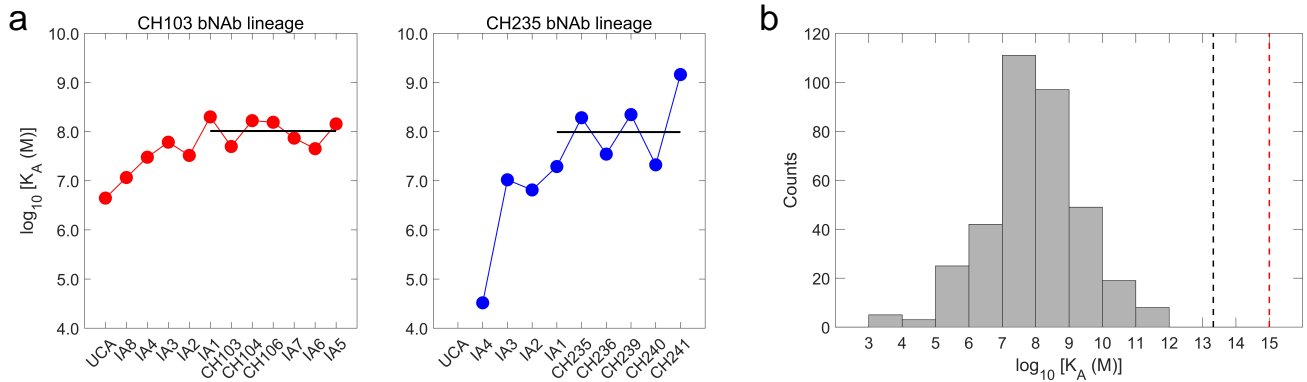 a
CH103 bNAb lineage
log10 [KA (M)]
10.0
9.0
8.0
7.0
6.0
5.0
4.0
UCA
IA8
IA4
IA3
IA2
IA1
CH103
CH104
CH106
IA7
IA6
IA5
CH235 bNAb lineage
10.0
9.0
8.0
7.0
6.0
5.0
4.0
UCA
IA4
IA3
IA2
IA1
CH235
CH236
CH239
CH240
CH241
b
Counts
120
100
80
60
40
20
0
3 4 5 6 7 8 9 10 11 12 13 14 15
log10 [KA (M)]